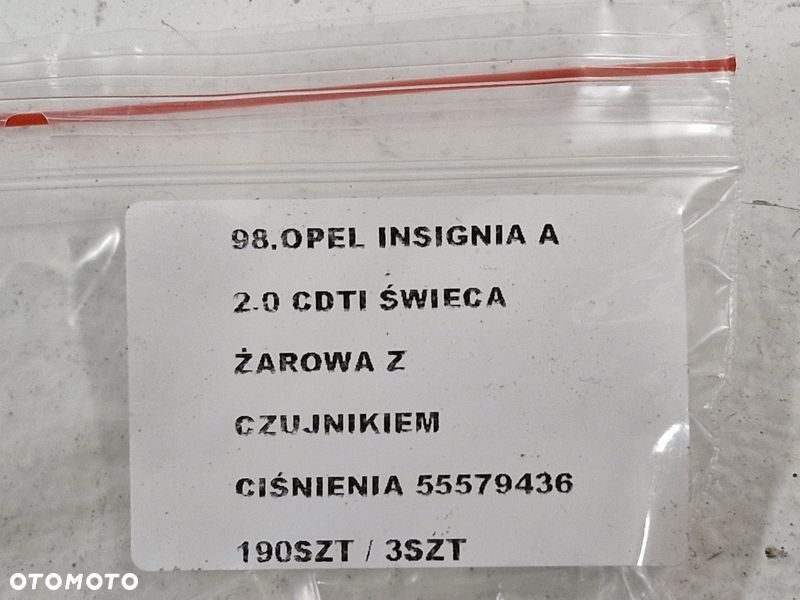 98.OPEL INSIGNIA A
2.0 CDTI ŚWIECA
ŻAROWA Z
CZUJNIKIEM
CIŚNIENIA 55579436
190SZT / 3SZT
OTOMOTO